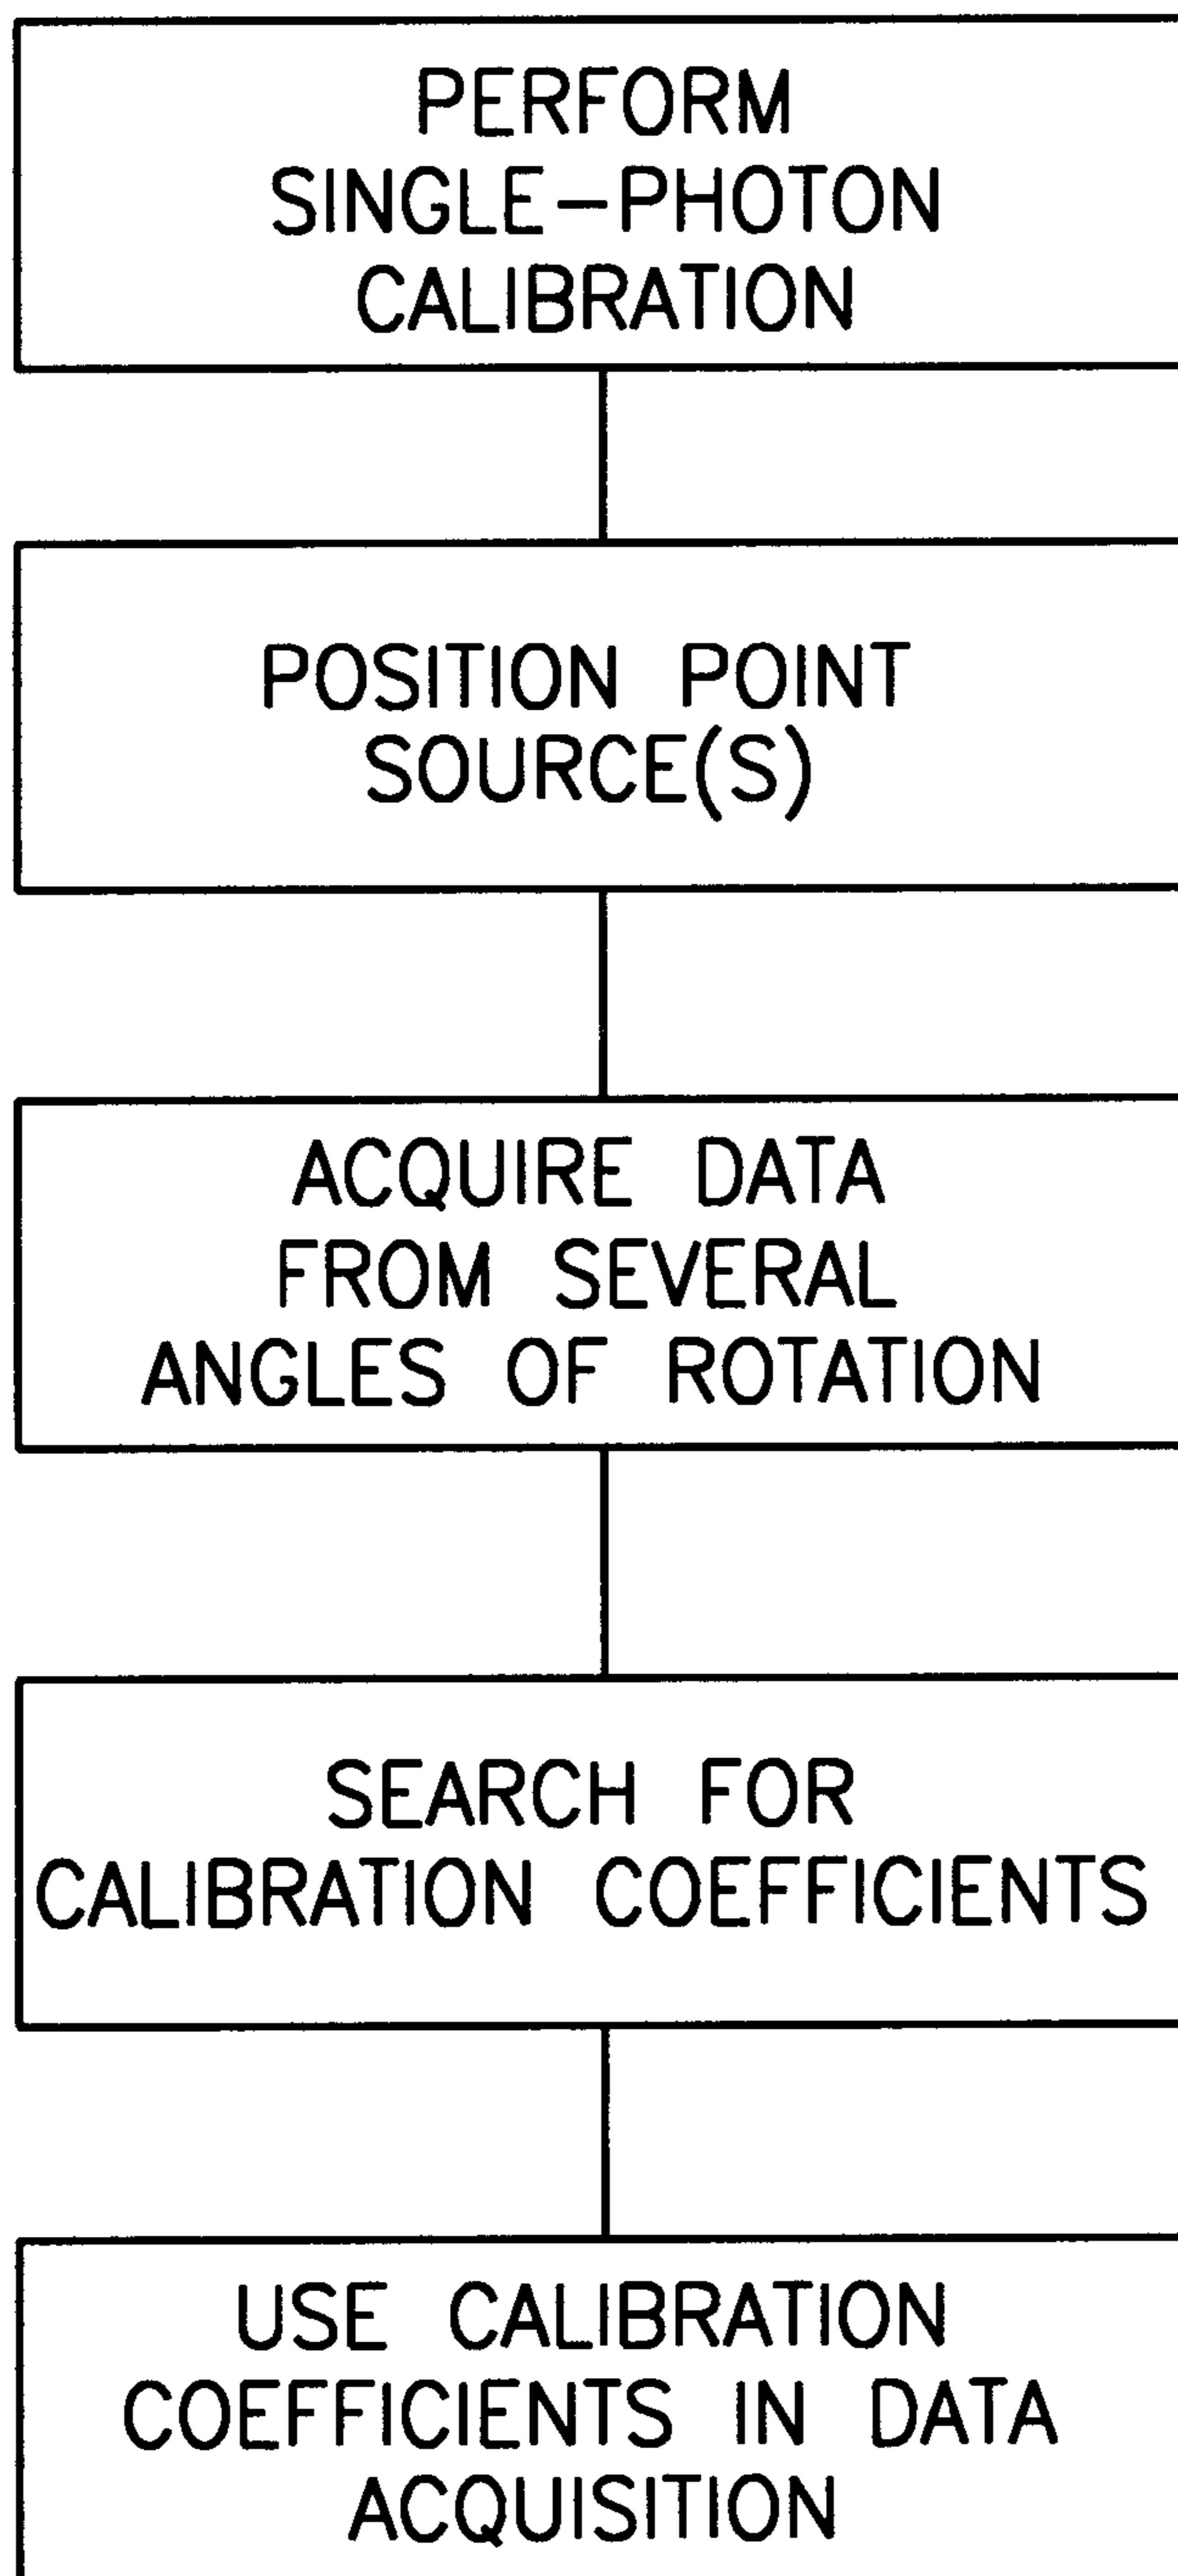 PERFORM
SINGLE-PHOTON
CALIBRATION
POSITION POINT
SOURCE(S)
ACQUIRE DATA
FROM SEVERAL
ANGLES OF ROTATION
SEARCH FOR
CALIBRATION COEFFICIENTS
USE CALIBRATION
COEFFICIENTS IN DATA
ACQUISITION